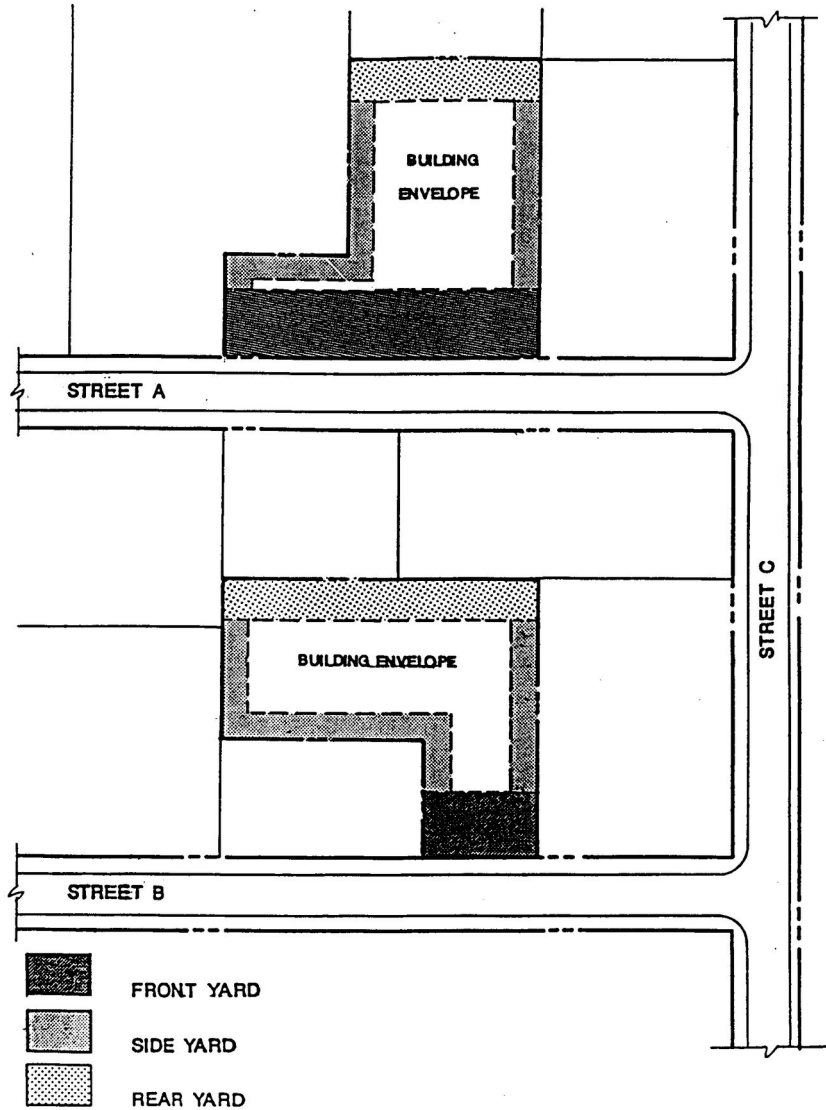 BUILDING
ENVELOPE
STREET A
STREET C
BUILDING ENVELOPE
STREET B
FRONT YARD
SIDE YARD
REAR YARD